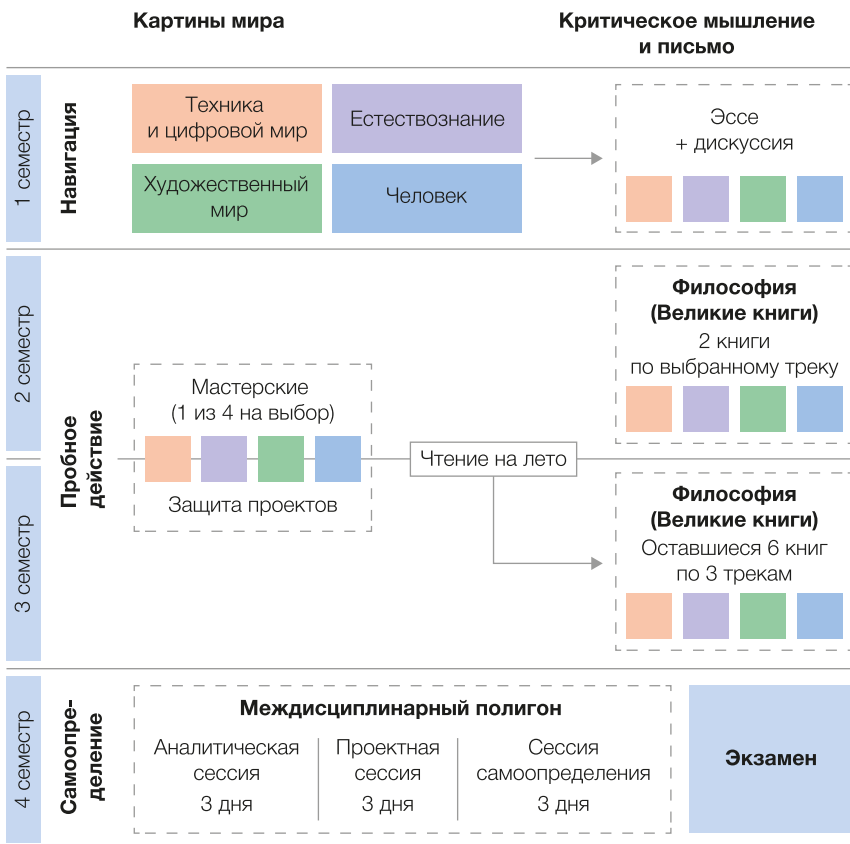 Картины мира
Критическое мышление
и письмо
1 семестр
Навигация
Техника
и цифровой мир
Естествознание
Художественный
мир
Человек
Эссе
+ дискуссия
2 семестр
3 семестр
Пробное
действие
Мастерские
(1 из 4 на выбор)
Защита проектов
Чтение на лето
Философия
(Великие книги)
2 книги
по выбранному треку
Философия
(Великие книги)
Оставшиеся 6 книг
по 3 трекам
4 семестр
Самоопре-
деление
Междисциплинарный полигон
Аналитическая
сессия
3 дня
Проектная
сессия
3 дня
Сессия
самоопределения
3 дня
Экзамен